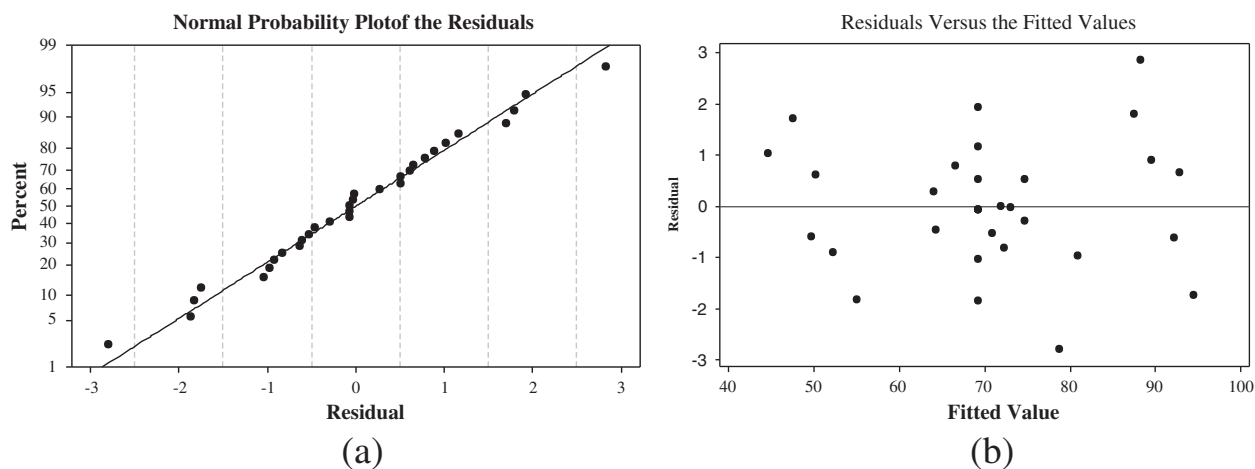 Normal Probability Plotof the Residuals
99
95
90
80
70
60
50
40
30
20
10
5
1
Percent
-3 -2 -1 0 1 2 3
Residual
(a)
Residuals Versus the Fitted Values
3
2
1
0
-1
-2
-3
Residual
40 50 60 70 80 90 100
Fitted Value
(b)